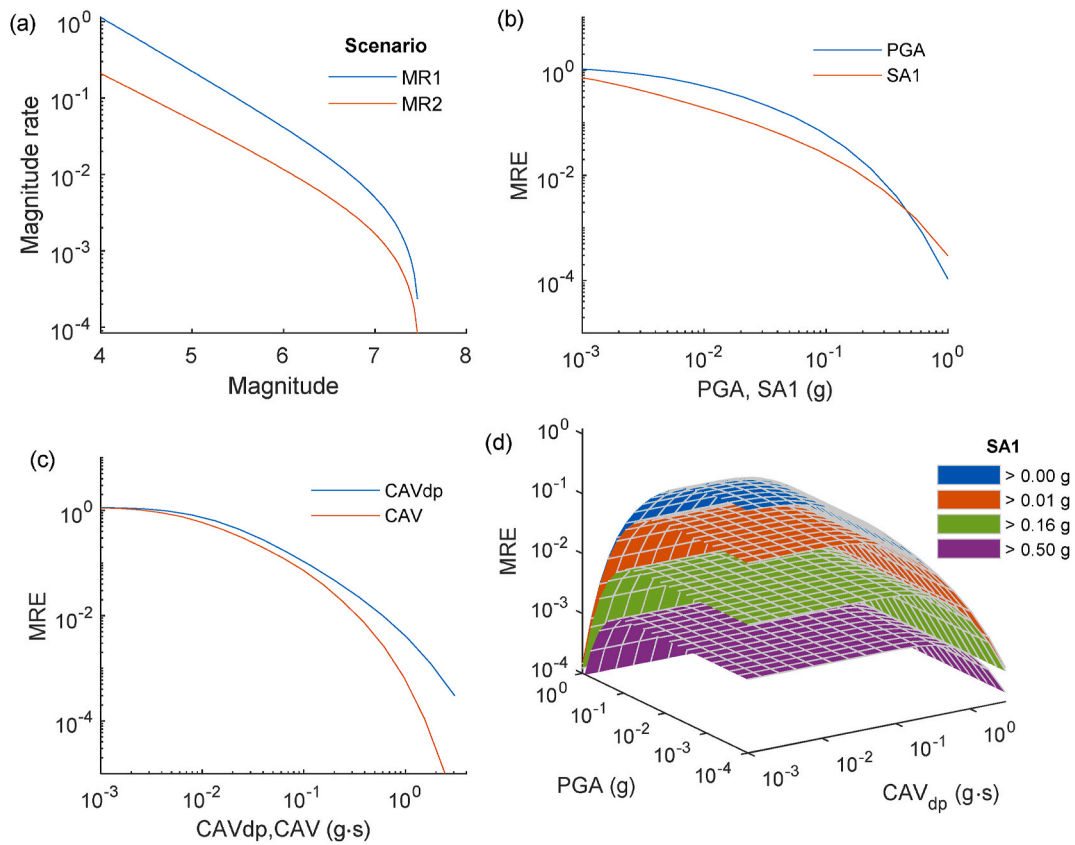 (a)
Scenario
MR1
MR2
Magnitude rate
10^0
10^-1
10^-2
10^-3
10^-4
4 5 6 7 8
Magnitude
(b)
PGA
SA1
MRE
10^0
10^-2
10^-4
10^-3 10^-2 10^-1 10^0
PGA, SA1 (g)
(c)
CAVdp
CAV
MRE
10^0
10^-2
10^-4
10^-3 10^-2 10^-1 10^0
CAVdp,CAV (g·s)
(d)
SA1
> 0.00 g
> 0.01 g
> 0.16 g
> 0.50 g
MRE
10^0
10^-1
10^-2
10^-3
10^-4
10^0 10^-1 10^-2 10^-3 10^-4
PGA (g)
10^-3 10^-2 10^-1 10^0
CAV_dp (g·s)